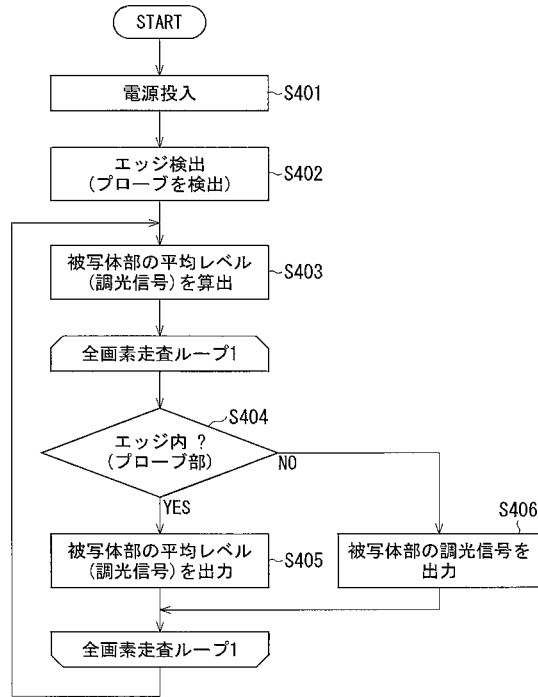 START
電源投入
S401
エッジ検出
(プローブを検出)
S402
被写体部の平均レベル
(調光信号)を算出
S403
全画素走査ループ1
S404
エッジ内 ?
(プローブ部)
NO
YES
被写体部の平均レベル
(調光信号)を出力
S405
S406
被写体部の調光信号を
出力
全画素走査ループ1